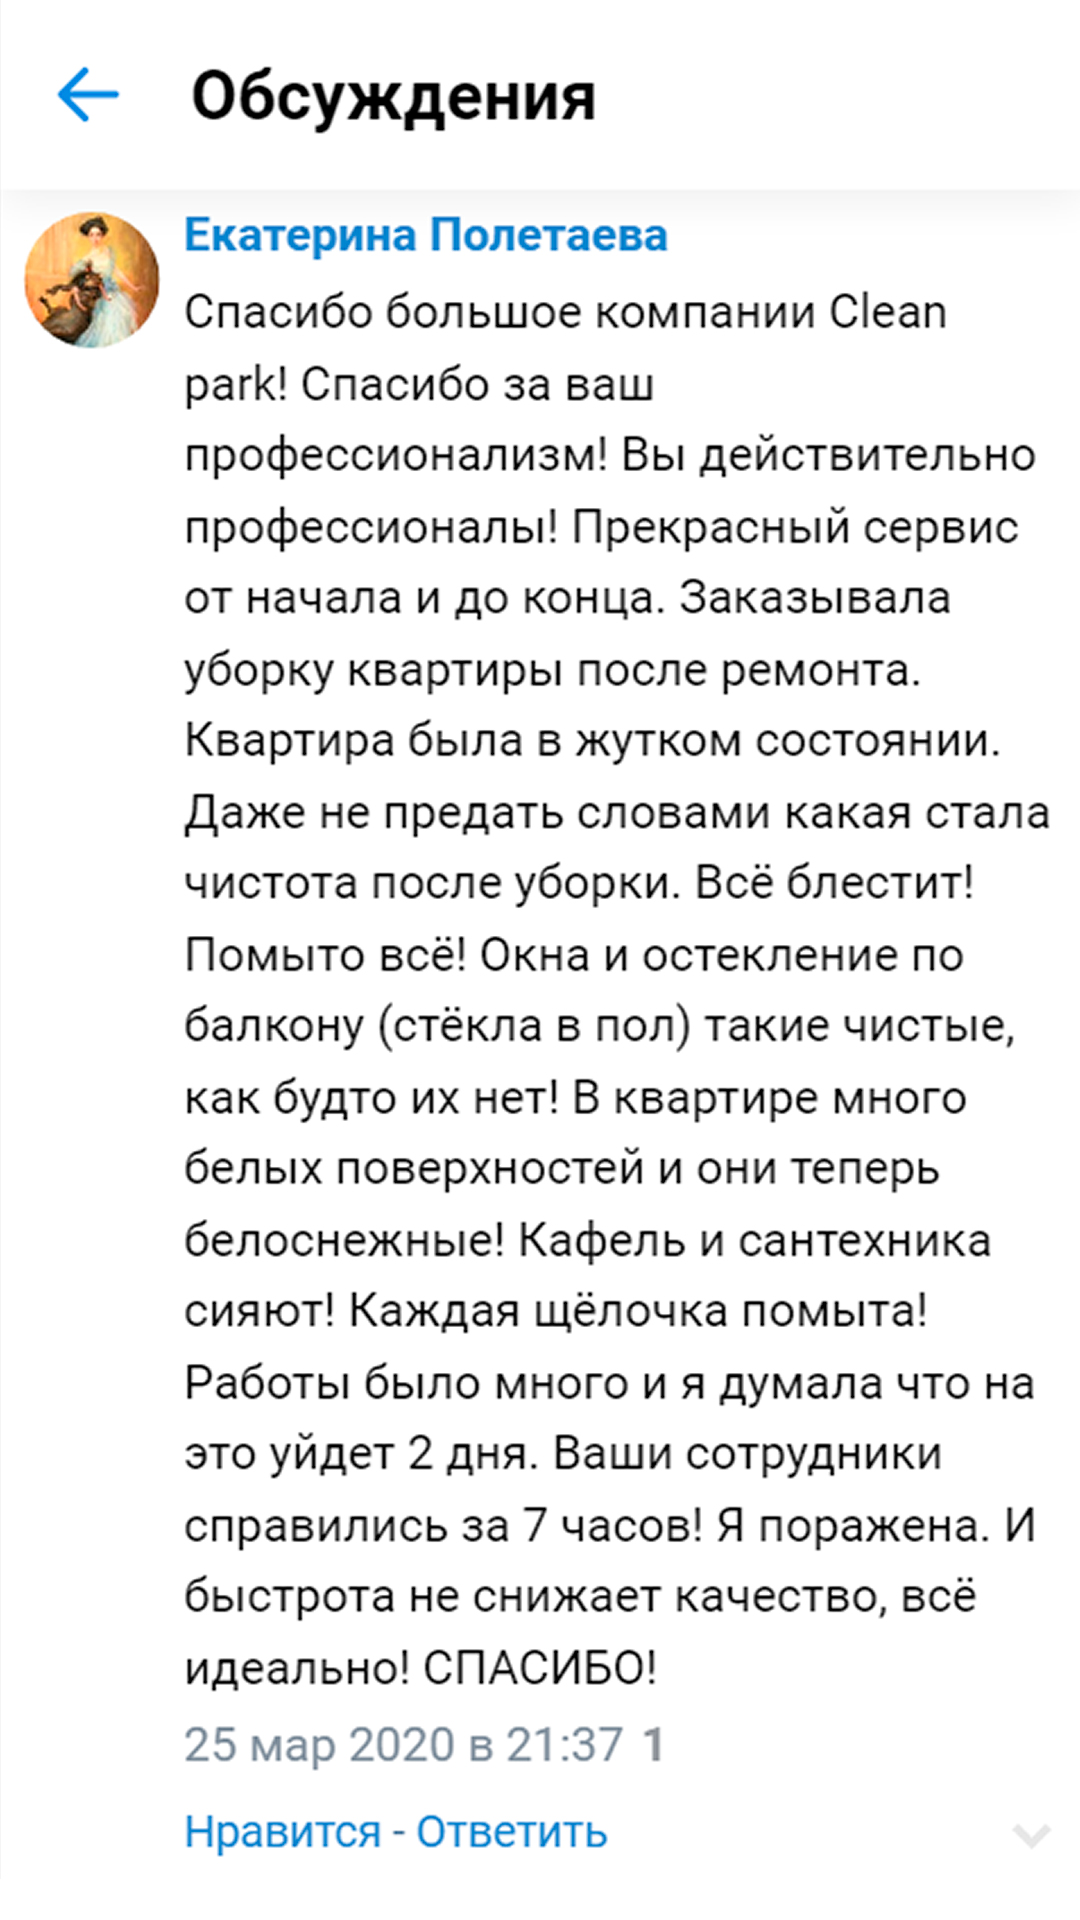 Обсуждения
Екатерина Полетаева
Спасибо большое компании Clean
park! Спасибо за ваш
профессионализм! Вы действительно
профессионалы! Прекрасный сервис
от начала и до конца. Заказывала
уборку квартиры после ремонта.
Квартира была в жутком состоянии.
Даже не предать словами какая стала
чистота после уборки. Всё блестит!
Помыто всё! Окна и остекление по
балкону (стёкла в пол) такие чистые,
как будто их нет! В квартире много
белых поверхностей и они теперь
белоснежные! Кафель и сантехника
сияют! Каждая щёлочка помыта!
Работы было много и я думала что на
это уйдет 2 дня. Ваши сотрудники
справились за 7 часов! Я поражена. И
быстрота не снижает качество, всё
идеально! СПАСИБО!
25 мар 2020 в 21:37 1
Нравится - Ответить